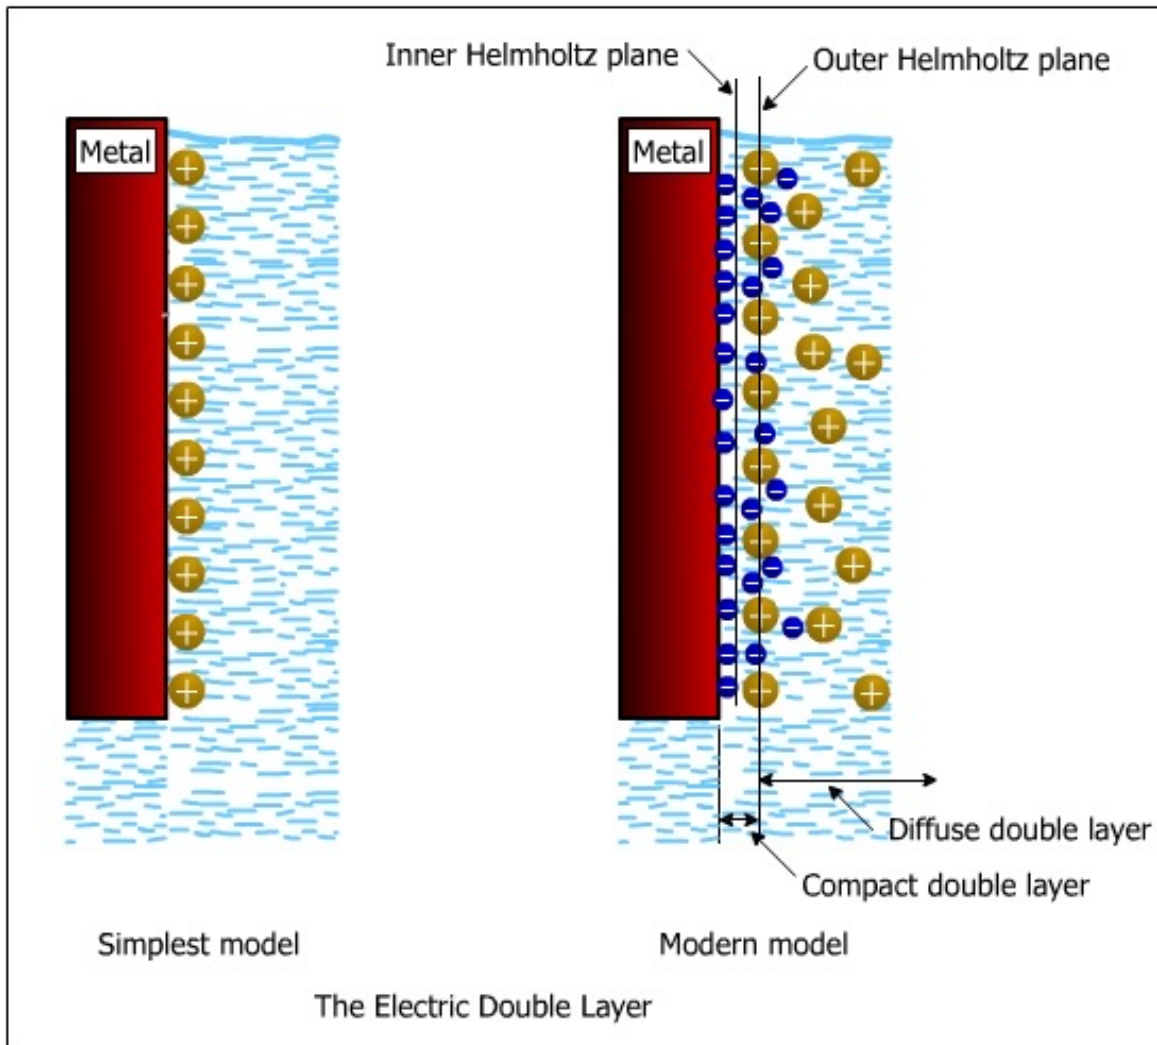 Inner Helmholtz plane
Outer Helmholtz plane
Metal
Metal
Diffuse double layer
Compact double layer
Simplest model
Modern model
The Electric Double Layer